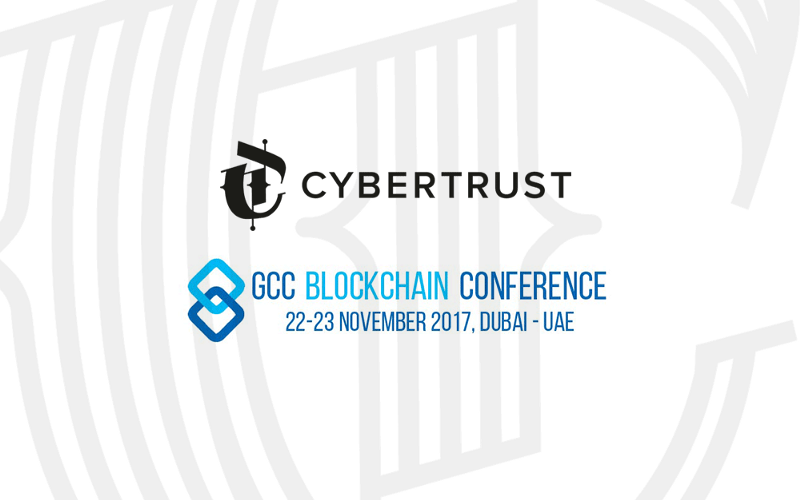 CYBERTRUST
GCC BLOCKCHAIN CONFERENCE
22-23 NOVEMBER 2017, DUBAI - UAE